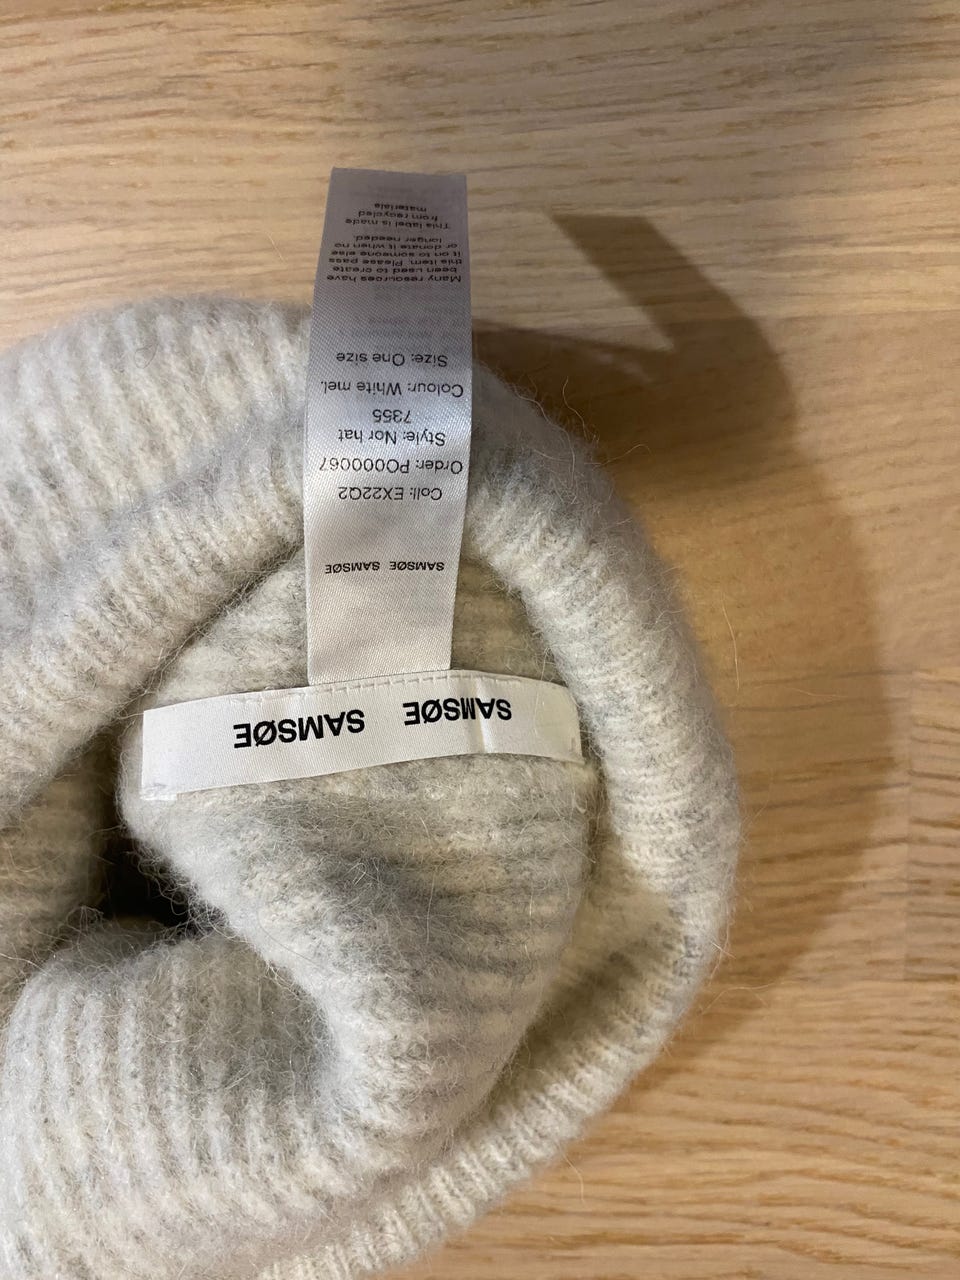 SAMSØE SAMSØE
SAMSØE SAMSØE
Coll: EX22Q2
Order: PO000067
Style: Nor hat
7355
Colour: White mel.
Size: One size
Many resources have
been used to create
this item. Please pass
it on to someone else
or donate it when no
longer needed.
This label is made
from recycled
materials